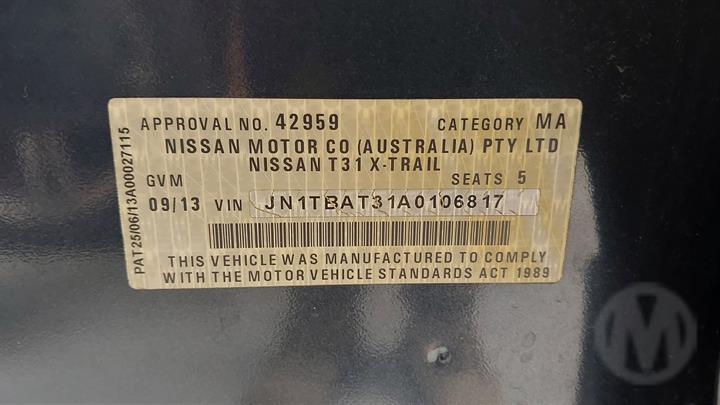 APPROVAL NO. 42959 CATEGORY MA
NISSAN MOTOR CO (AUSTRALIA) PTY LTD
NISSAN T31 X-TRAIL
GVM SEATS 5
09/13 VIN JN1TBAT31A0106817
THIS VEHICLE WAS MANUFACTURED TO COMPLY
WITH THE MOTOR VEHICLE STANDARDS ACT 1989
PAT25/06/13A00027115
M